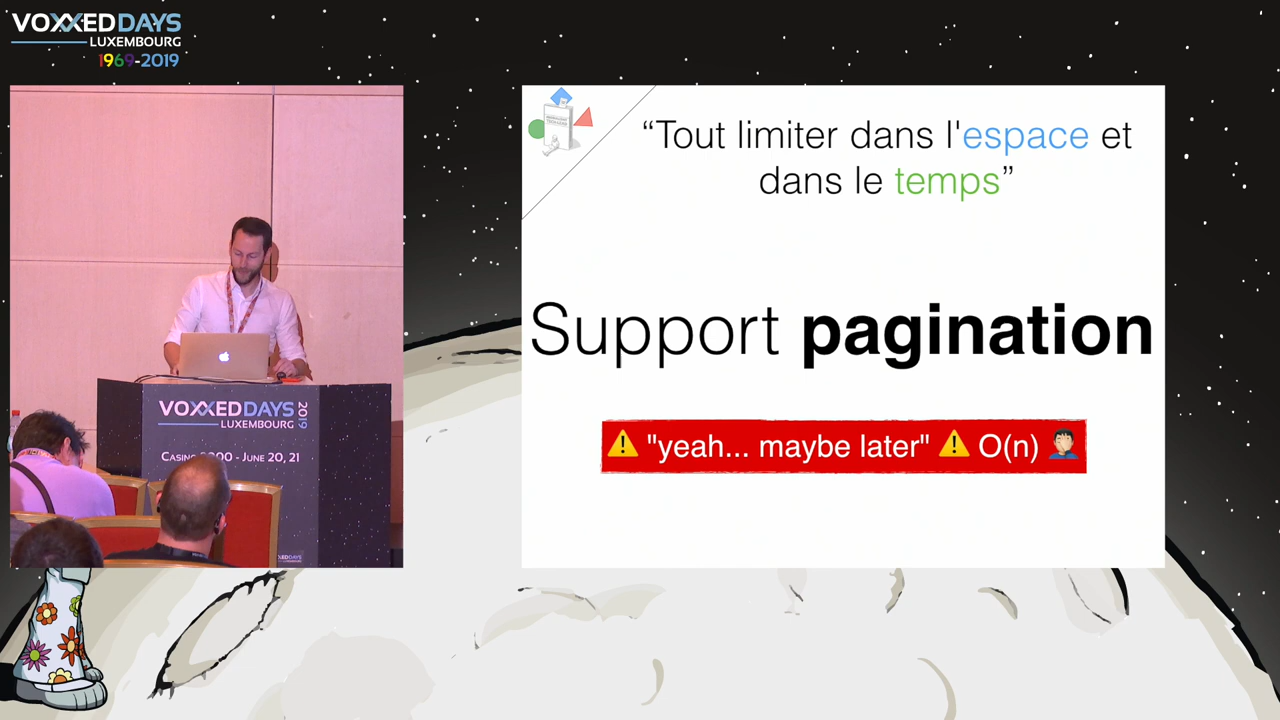 VOXXED DAYS
LUXEMBOURG
1969-2019
“Tout limiter dans l'espace et
dans le temps”
Support pagination
⚠️ "yeah... maybe later" ⚠️ O(n) 🤦🏻‍♂️
VOXXED DAYS 2019
LUXEMBOURG
June 20, 21